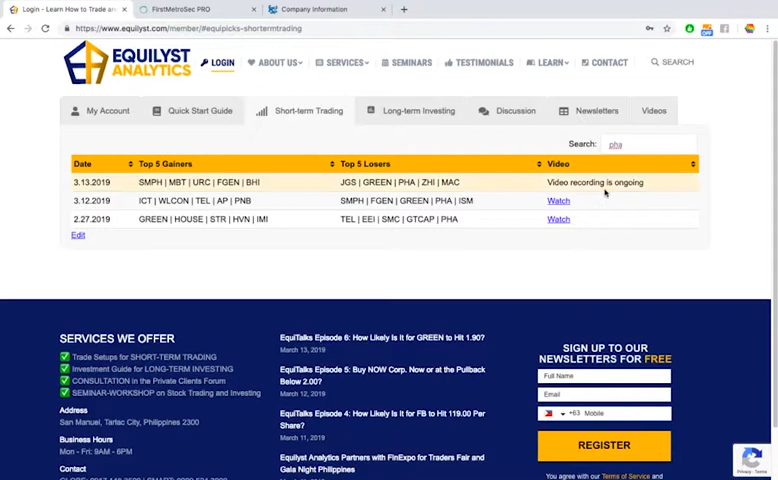 Login - Learn How to Trade an
FirstMetroSec PRO
Company Information
https://www.equilyst.com/member/#equipicks-shortermtrading
EQUILYST
ANALYTICS
LOGIN
ABOUT US
SERVICES
SEMINARS
TESTIMONIALS
LEARN
CONTACT
SEARCH
My Account
Quick Start Guide
Short-term Trading
Long-term Investing
Discussion
Newsletters
Videos
Search: pha
Date Top 5 Gainers Top 5 Losers Video
3.13.2019 SMPH | MBT | URC | FGEN | BHI JGS | GREEN | PHA | ZHI | MAC Video recording is ongoing
3.12.2019 ICT | WLCON | TEL | AP | PNB SMPH | FGEN | GREEN | PHA | ISM Watch
2.27.2019 GREEN | HOUSE | STR | HVN | IMI TEL | EEI | SMC | GTCAP | PHA Watch
Edit
SERVICES WE OFFER
Trade Setups for SHORT-TERM TRADING
Investment Guide for LONG-TERM INVESTING
CONSULTATION in the Private Clients Forum
SEMINAR-WORKSHOP on Stock Trading and Investing
Address
San Manuel, Tarlac City, Philippines 2300
Business Hours
Mon - Fri: 9AM - 6PM
Contact
EquiTalks Episode 6: How Likely Is It for GREEN to Hit 1.90?
March 13, 2019
EquiTalks Episode 5: Buy NOW Corp. Now or at the Pullback
Below 2.00?
March 12, 2019
EquiTalks Episode 4: How Likely Is It for FB to Hit 119.00 Per
Share?
March 11, 2019
Equilyst Analytics Partners with FinExpo for Traders Fair and
Gala Night Philippines
SIGN UP TO OUR
NEWSLETTERS FOR FREE
Full Name
Email
+63 Mobile
REGISTER
You agree with our Terms of Service and
Privacy - Terms